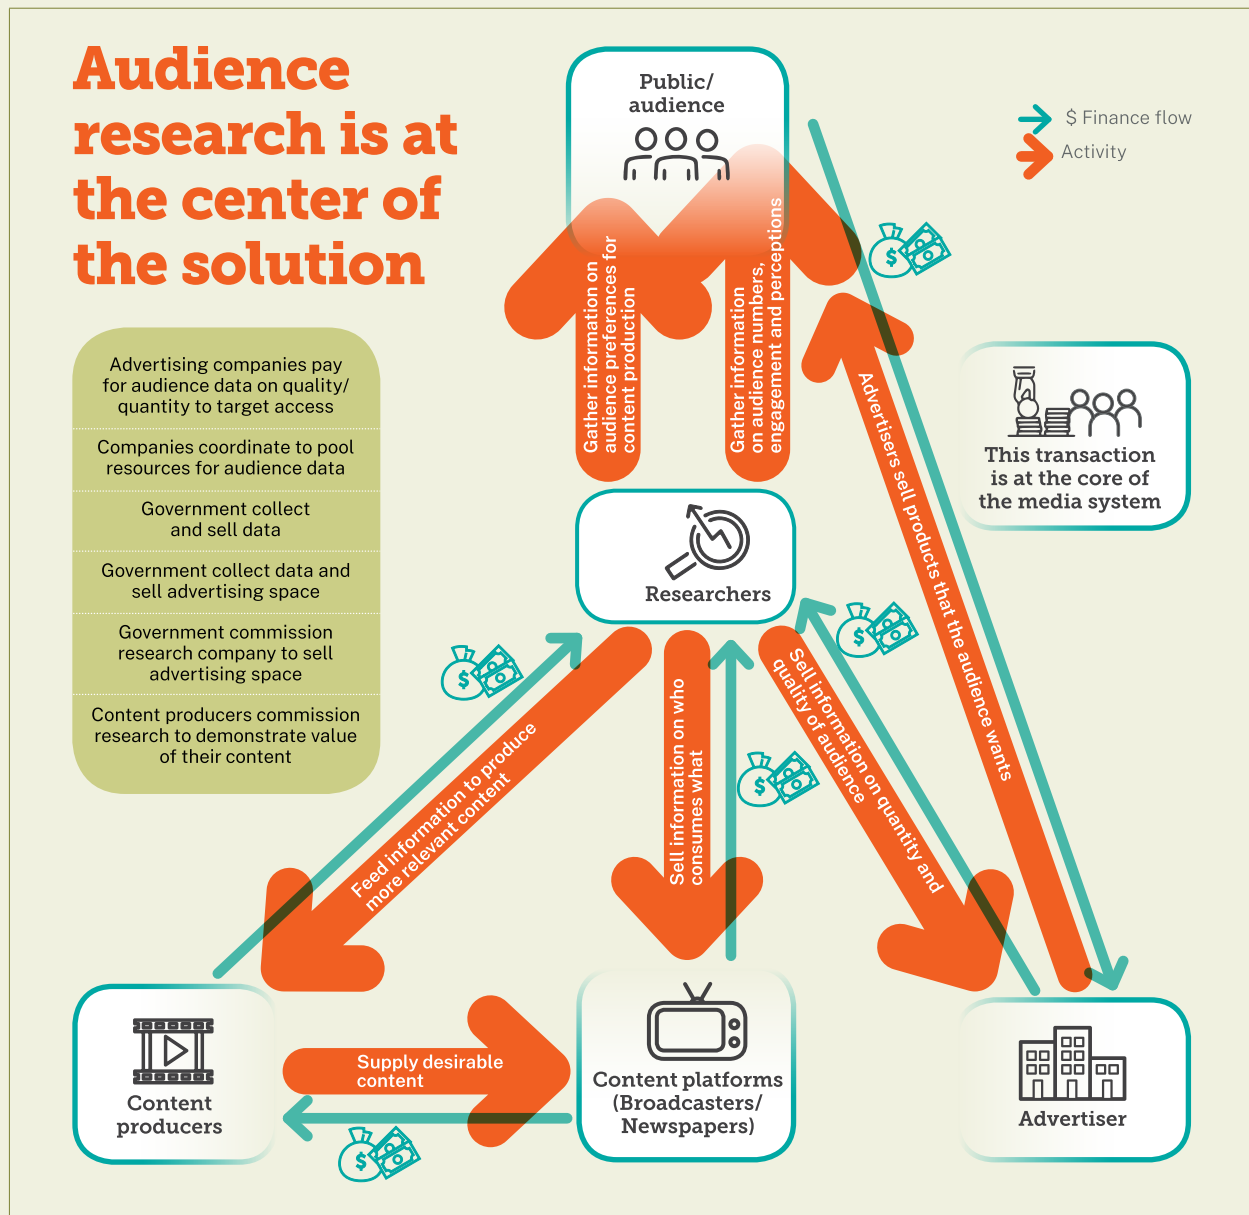 Audience
research is at
the center of
the solution
Public/
audience
$ Finance flow
Activity
Advertising companies pay
for audience data on quality/
quantity to target access
Companies coordinate to pool
resources for audience data
Government collect
and sell data
Government collect data and
sell advertising space
Government commission
research company to sell
advertising space
Content producers commission
research to demonstrate value
of their content
Gather information on
audience preferences for
content production
Gather information
on audience numbers,
engagement and perceptions
$
Advertisers sell products that the audience wants
This transaction
is at the core of
the media system
Researchers
$
$
$
Feed information to produce
more relevant content
Sell information on who
consumes what
Sell information on quantity and
quality of audience
Content
producers
Supply desirable
content
$
Content platforms
(Broadcasters/
Newspapers)
Advertiser